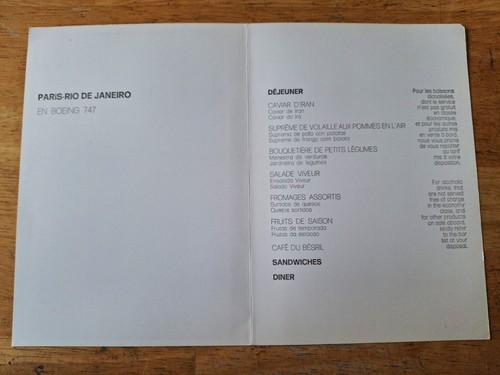 PARIS-RIO DE JANEIRO
EN BOEING 747
DÉJEUNER
CAVIAR D'IRAN
Caviar de Iran
Caviar do Irã
SUPRÊME DE VOLAILLE AUX POMMES EN L'AIR
Suprema de pollo con patatas
Supreme de frango com batata
BOUQUETIÈRE DE PETITS LÉGUMES
Menestra de verduras
Jardineira de legumes
SALADE VIVEUR
Ensalada Viveur
Salada Viveur
FROMAGES ASSORTIS
Surtidos de quesos
Queijos sortidos
FRUITS DE SAISON
Frutas de temporada
Frutas da estação
CAFÉ DU BÉSRIL
SANDWICHES
DINER
Pour les boissons
alcoolisées,
dont le service
n'est pas gratuit
en classe
économique,
et pour les autres
produits mis
en vente à bord,
nous vous prions
de vous reporter
au tarif
mis à votre
disposition.
For alcoholic
drinks, that
are not served
free of charge
in the economy
class, and
for other products
on sale aboard,
kindly refer
to the bar
list at your
disposal.